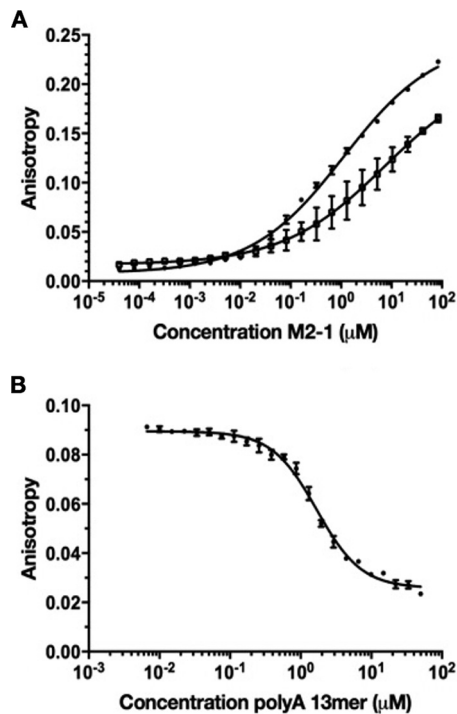 A
0.25
0.20
0.15
0.10
0.05
0.00
Anisotropy
10-5 10-4 10-3 10-2 10-1 100 101 102
Concentration M2-1 (μM)
B
0.10
0.08
0.06
0.04
0.02
0.00
Anisotropy
10-3 10-2 10-1 100 101 102
Concentration polyA 13mer (μM)